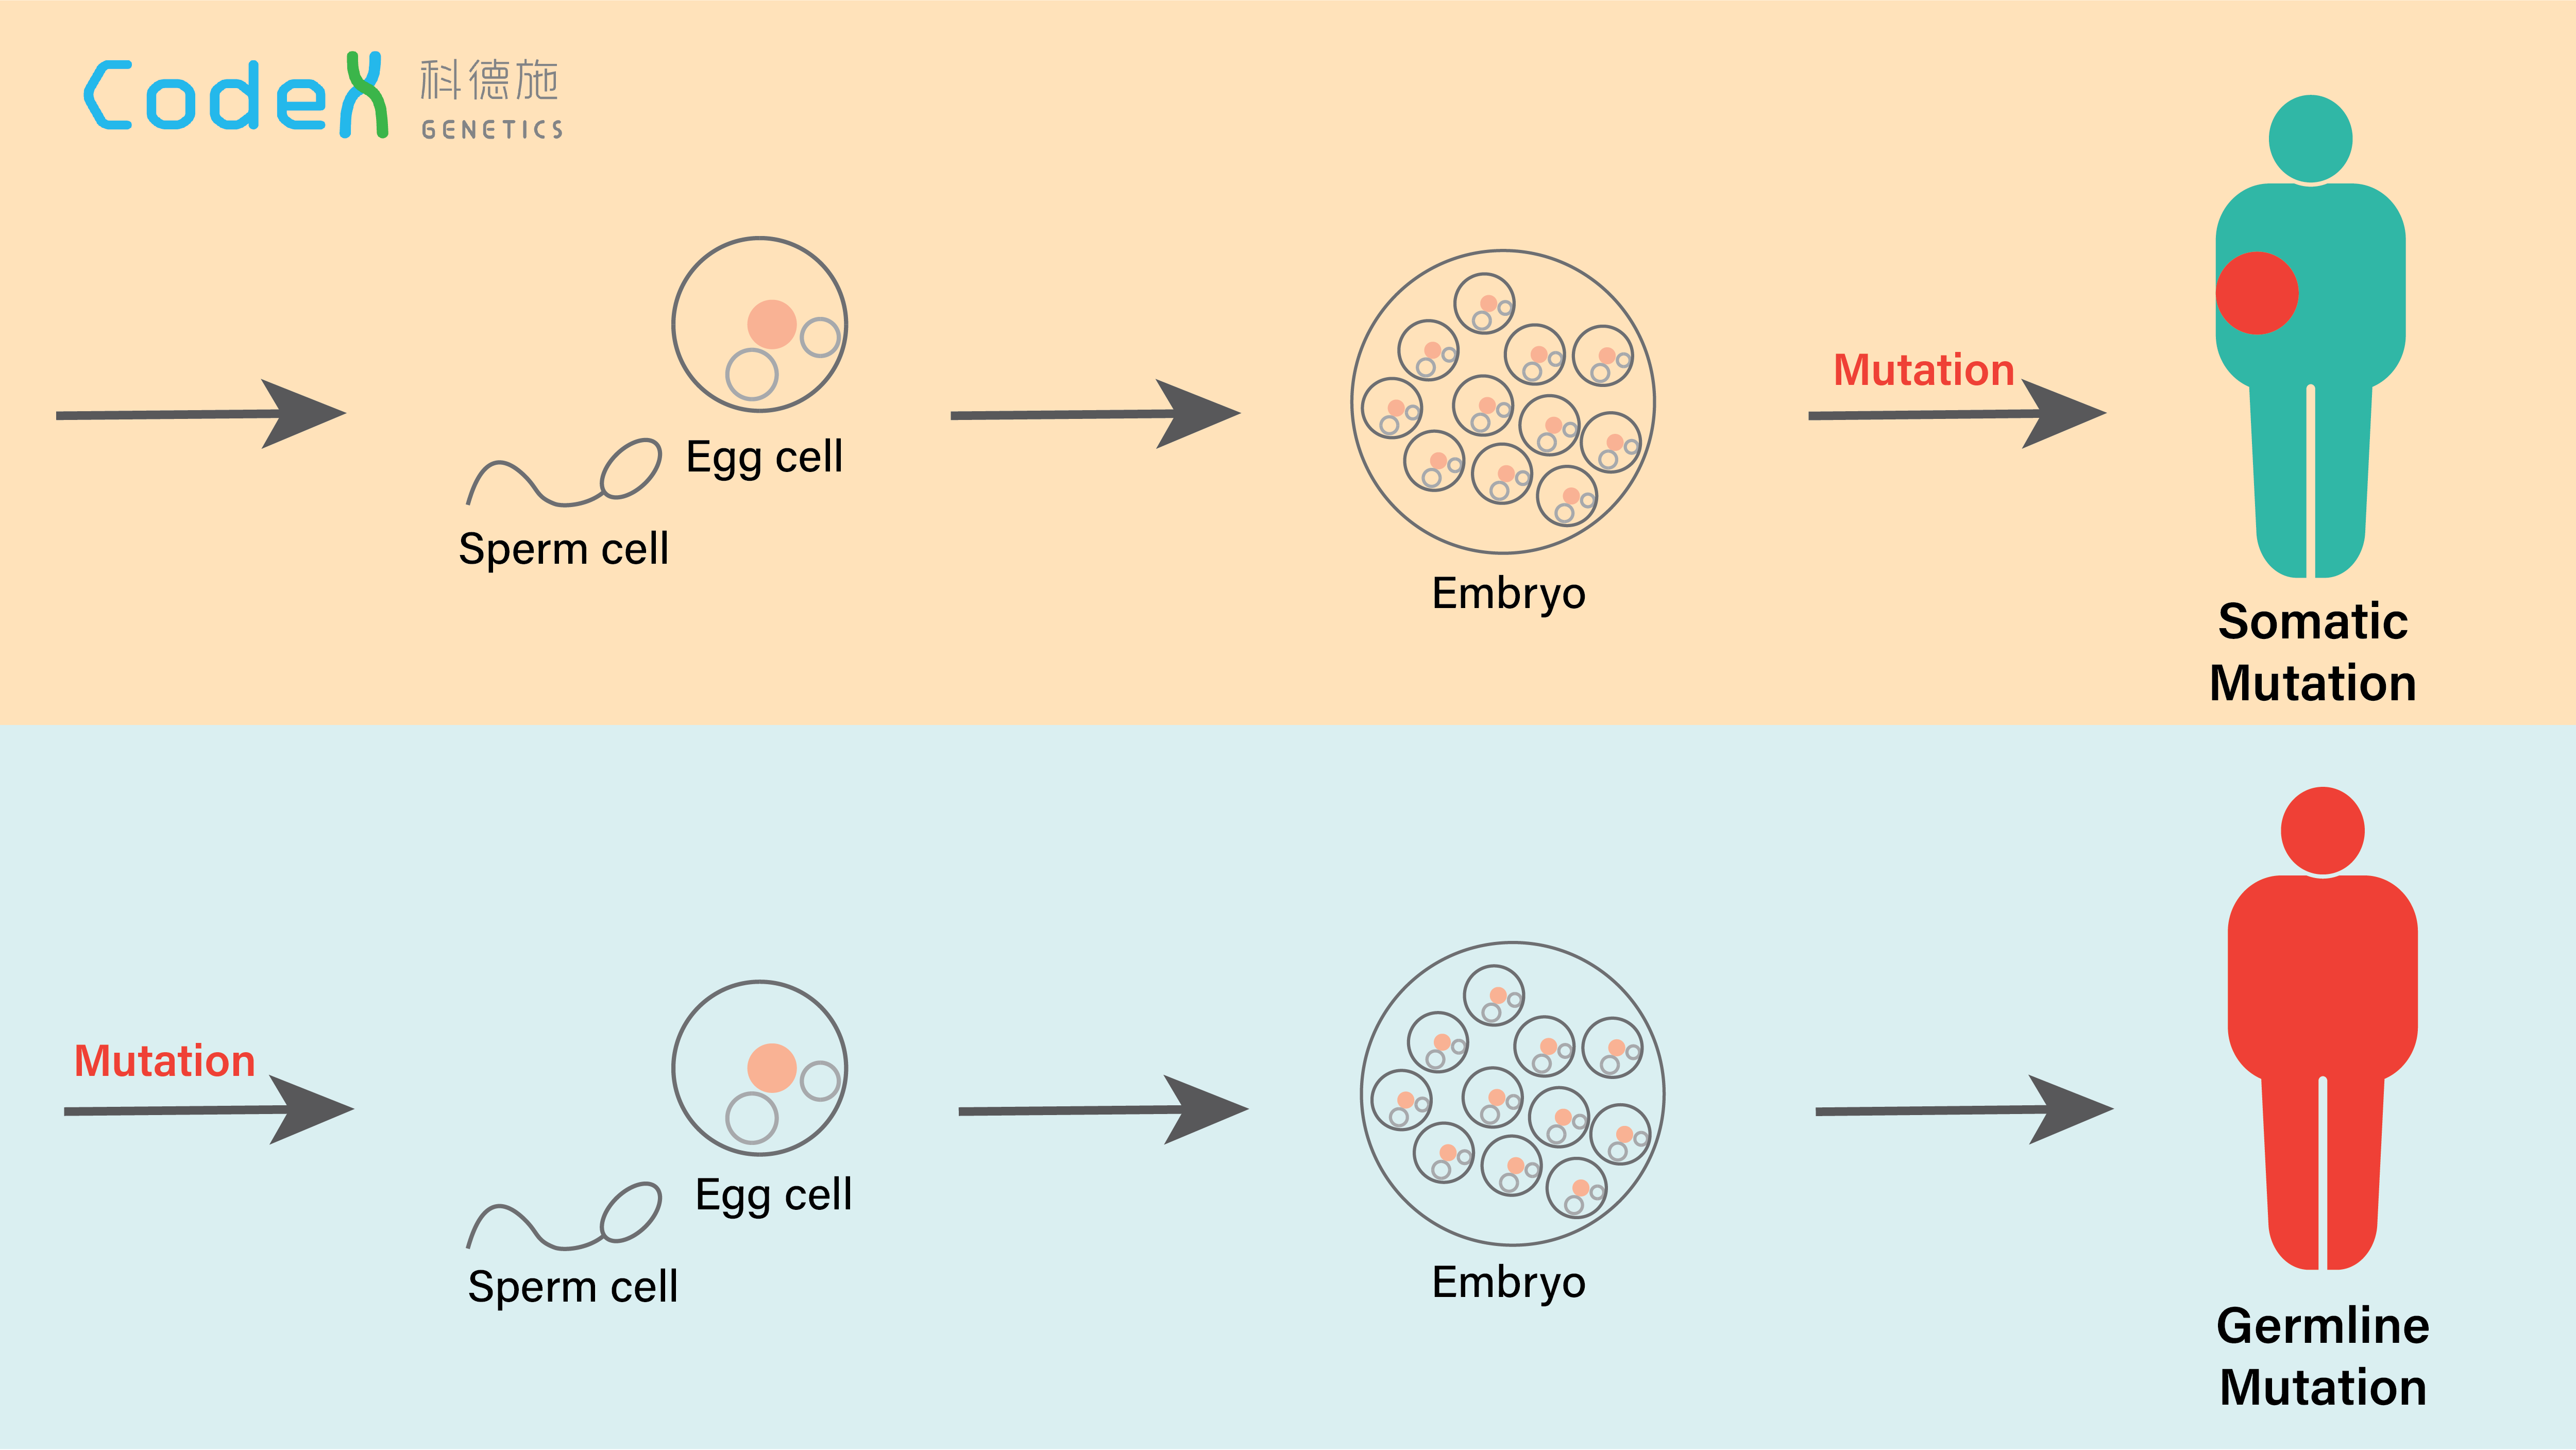 CodeX 科德施
GENETICS
Mutation
Egg cell
Sperm cell
Embryo
Somatic
Mutation
Mutation
Egg cell
Sperm cell
Embryo
Germline
Mutation